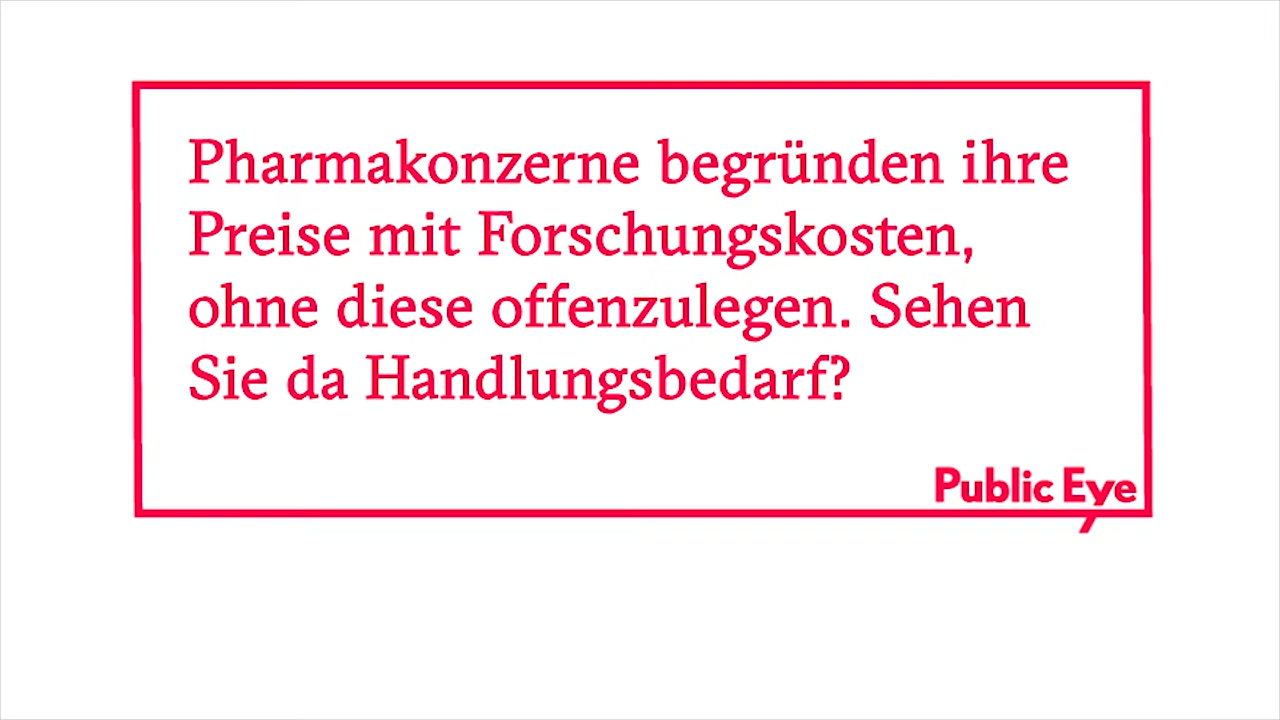 Pharmakonzerne begründen ihre
Preise mit Forschungskosten,
ohne diese offenzulegen. Sehen
Sie da Handlungsbedarf?
Public Eye